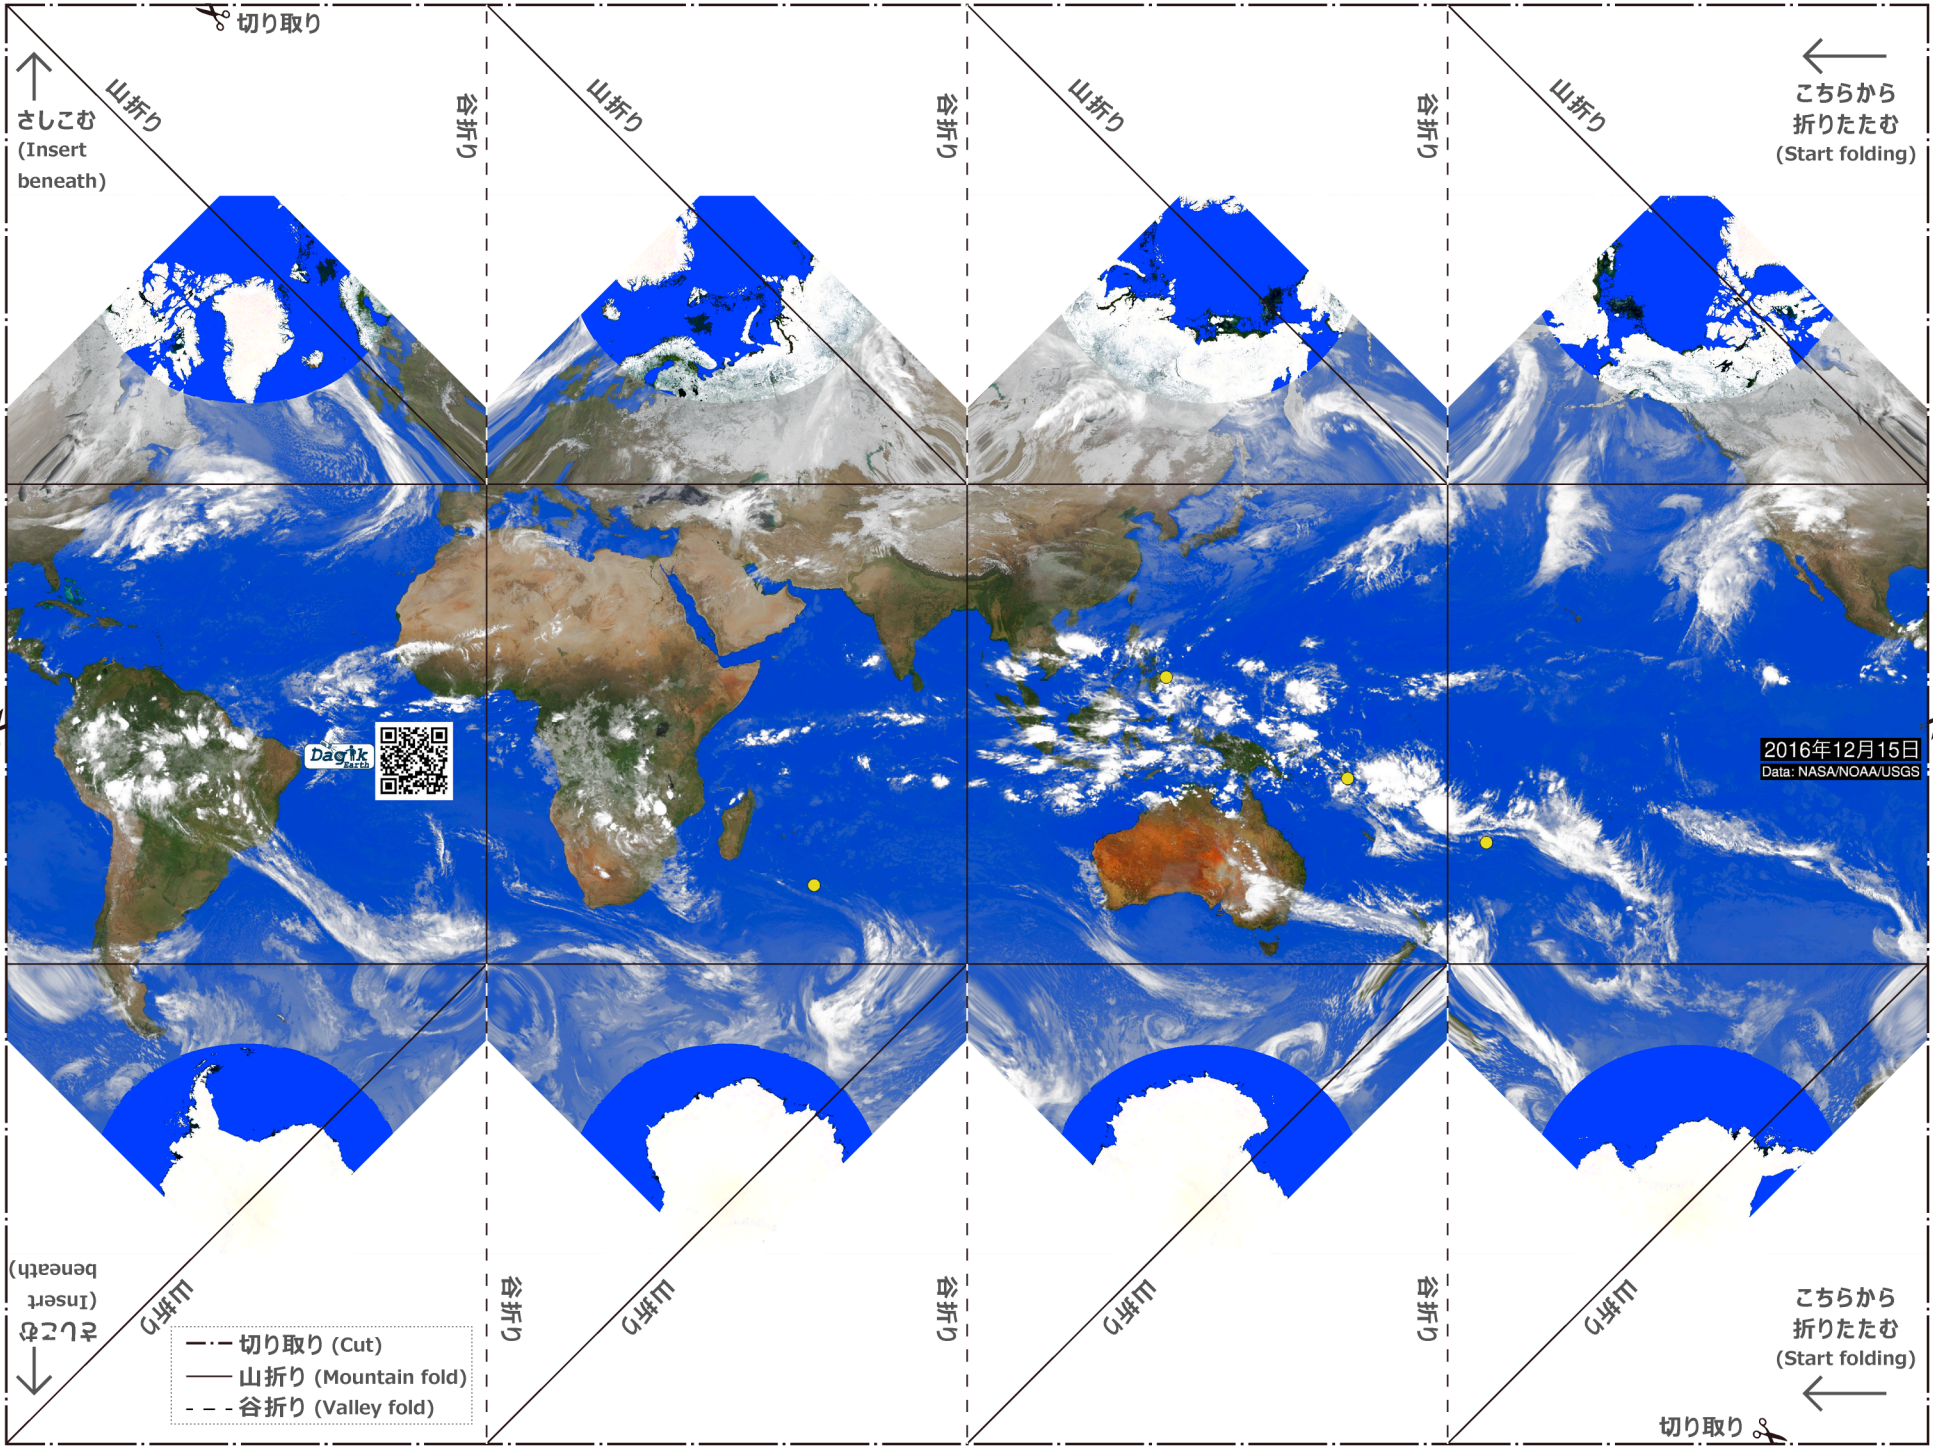 切り取り
山折り
谷折り
山折り
谷折り
山折り
谷折り
山折り
こちらから
折りたたむ
(Start folding)
さしこむ
(Insert
beneath)
Dagik
Earth
2016年12月15日
Data: NASA/NOAA/USGS
さしこむ
(Insert
beneath)
山折り
谷折り
山折り
谷折り
山折り
谷折り
山折り
こちらから
折りたたむ
(Start folding)
切り取り (Cut)
山折り (Mountain fold)
谷折り (Valley fold)
切り取り